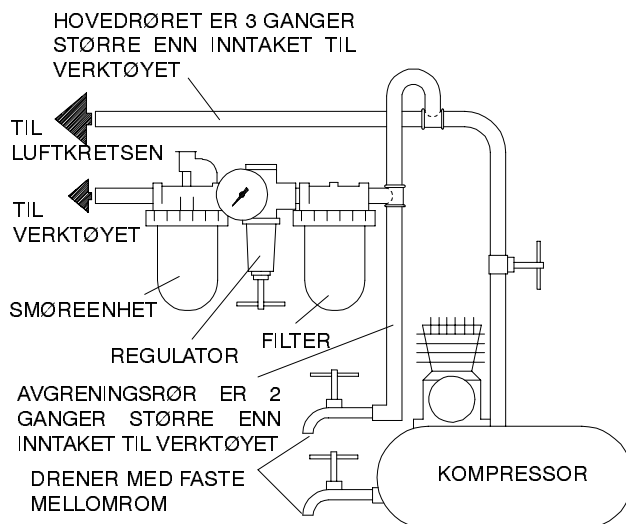 HOVEDRØRET ER 3 GANGER
STØRRE ENN INNTAKET TIL
VERKTØYET
TIL
LUFTKRETSEN
TIL
VERKTØYET
SMØREENHET
REGULATOR
FILTER
AVGRENINGSRØR ER 2
GANGER STØRRE ENN
INNTAKET TIL VERKTØYET
DRENER MED FASTE
MELLOMROM
KOMPRESSOR